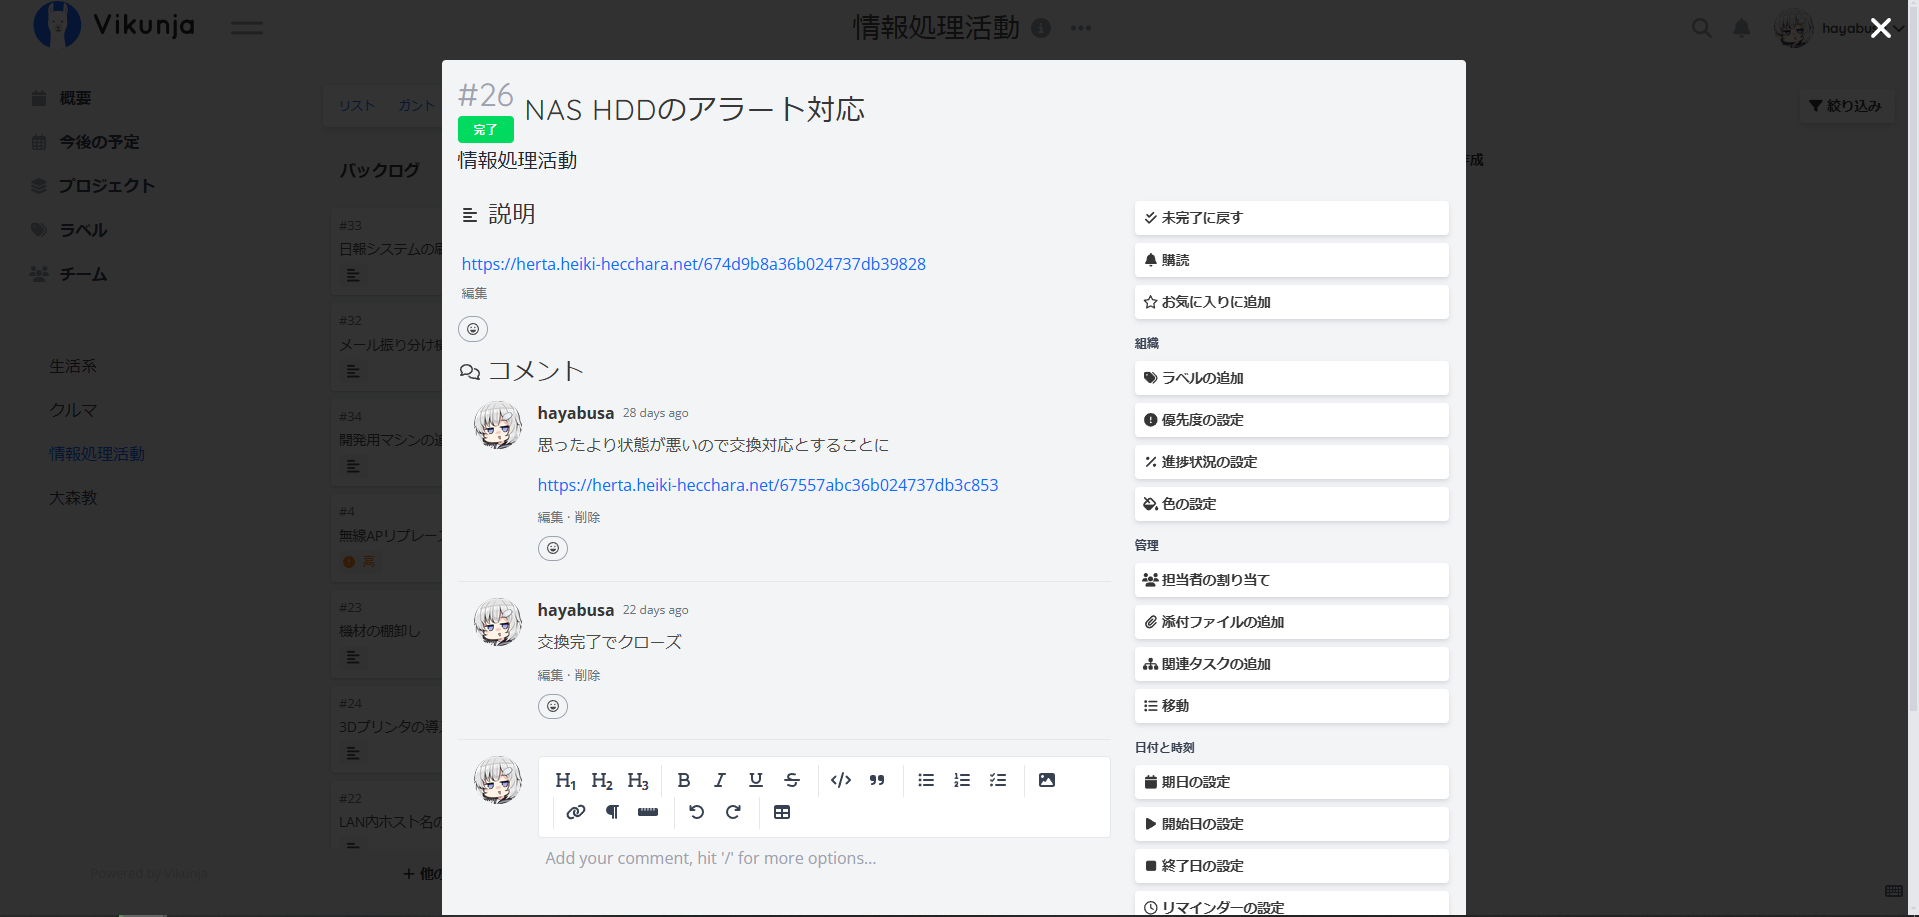 Vikunja
情報処理活動
概要
今後の予定
プロジェクト
ラベル
チーム
生活系
クルマ
情報処理活動
大森教
Powered by Vikunja
リスト
ガント
絞り込み
バックログ
#33
日報システムの
#32
メール振り分け
#34
開発用マシンの
#4
無線APリプレー
高
#23
機材の棚卸し
#24
3Dプリンタの導
#22
LAN内ホスト名の
+ 他の
作成
#26
NAS HDDのアラート対応
完了
情報処理活動
説明
https://herta.heiki-hecchara.net/674d9b8a36b024737db39828
編集
コメント
hayabusa 28 days ago
思ったより状態が悪いので交換対応とすることに
https://herta.heiki-hecchara.net/67557abc36b024737db3c853
編集 · 削除
hayabusa 22 days ago
交換完了でクローズ
編集 · 削除
H1 H2 H3 B I U S
Add your comment, hit '/' for more options...
未完了に戻す
購読
お気に入りに追加
組織
ラベルの追加
優先度の設定
進捗状況の設定
色の設定
管理
担当者の割り当て
添付ファイルの追加
関連タスクの追加
移動
日付と時刻
期日の設定
開始日の設定
終了日の設定
リマインダーの設定